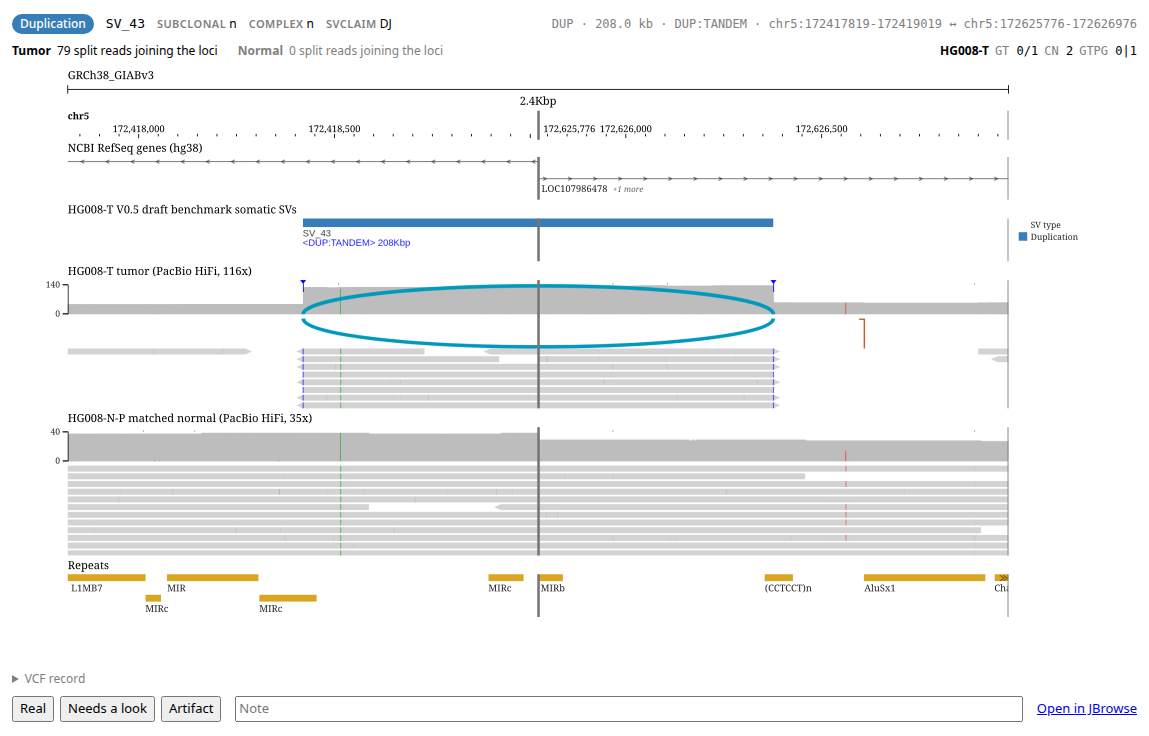 Duplication SV_43 SUBCLONAL n COMPLEX n SVCLAIM DJ DUP · 208.0 kb · DUP:TANDEM · chr5:172417819-172419019 ↔ chr5:172625776-172626976
Tumor 79 split reads joining the loci Normal 0 split reads joining the loci HG008-T GT 0/1 CN 2 GTPG 0|1
GRCh38_GIABv3
2.4Kbp
chr5
172,418,000 172,418,500 172,625,776 172,626,000 172,626,500
NCBI RefSeq genes (hg38)
LOC107986478 +1 more
HG008-T V0.5 draft benchmark somatic SVs
SV type
Duplication
SV_43
<DUP:TANDEM> 208Kbp
HG008-T tumor (PacBio HiFi, 116x)
140
0
HG008-N-P matched normal (PacBio HiFi, 35x)
40
0
Repeats
L1MB7 MIR MIRc MIRb (CCTCCT)n AluSx1 Cha
MIRc MIRc
VCF record
Real Needs a look Artifact Note Open in JBrowse